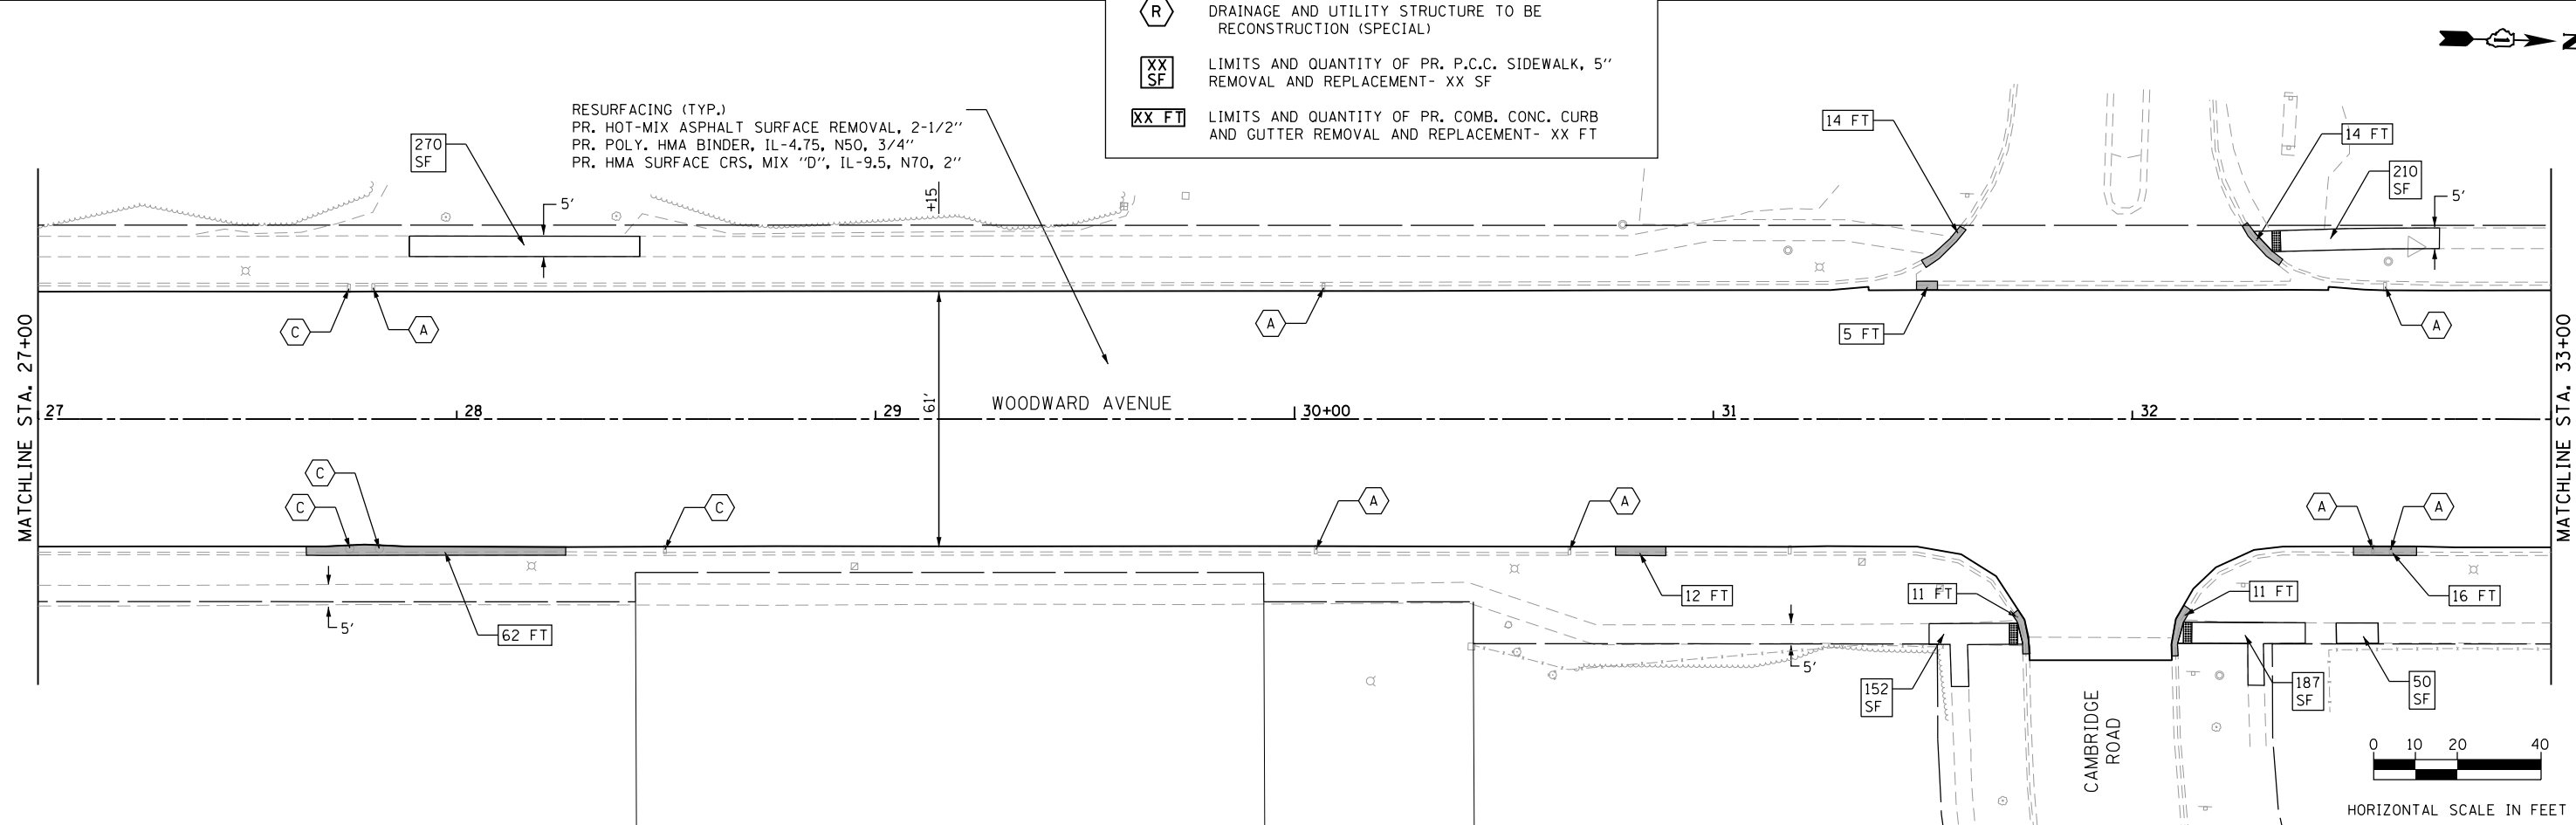 R
DRAINAGE AND UTILITY STRUCTURE TO BE
RECONSTRUCTION (SPECIAL)
XX
SF
LIMITS AND QUANTITY OF PR. P.C.C. SIDEWALK, 5''
REMOVAL AND REPLACEMENT- XX SF
XX FT
LIMITS AND QUANTITY OF PR. COMB. CONC. CURB
AND GUTTER REMOVAL AND REPLACEMENT- XX FT
N
RESURFACING (TYP.)
PR. HOT-MIX ASPHALT SURFACE REMOVAL, 2-1/2''
PR. POLY. HMA BINDER, IL-4.75, N50, 3/4''
PR. HMA SURFACE CRS, MIX "D", IL-9.5, N70, 2''
270
SF
5'
+15
14 FT
14 FT
210
SF
5'
C
A
A
5 FT
A
MATCHLINE STA. 27+00
27
28
29
61'
WOODWARD AVENUE
30+00
31
32
MATCHLINE STA. 33+00
C
C
C
A
A
A
A
5'
62 FT
12 FT
11 FT
11 FT
16 FT
5'
152
SF
187
SF
50
SF
CAMBRIDGE
ROAD
0 10 20 40
HORIZONTAL SCALE IN FEET